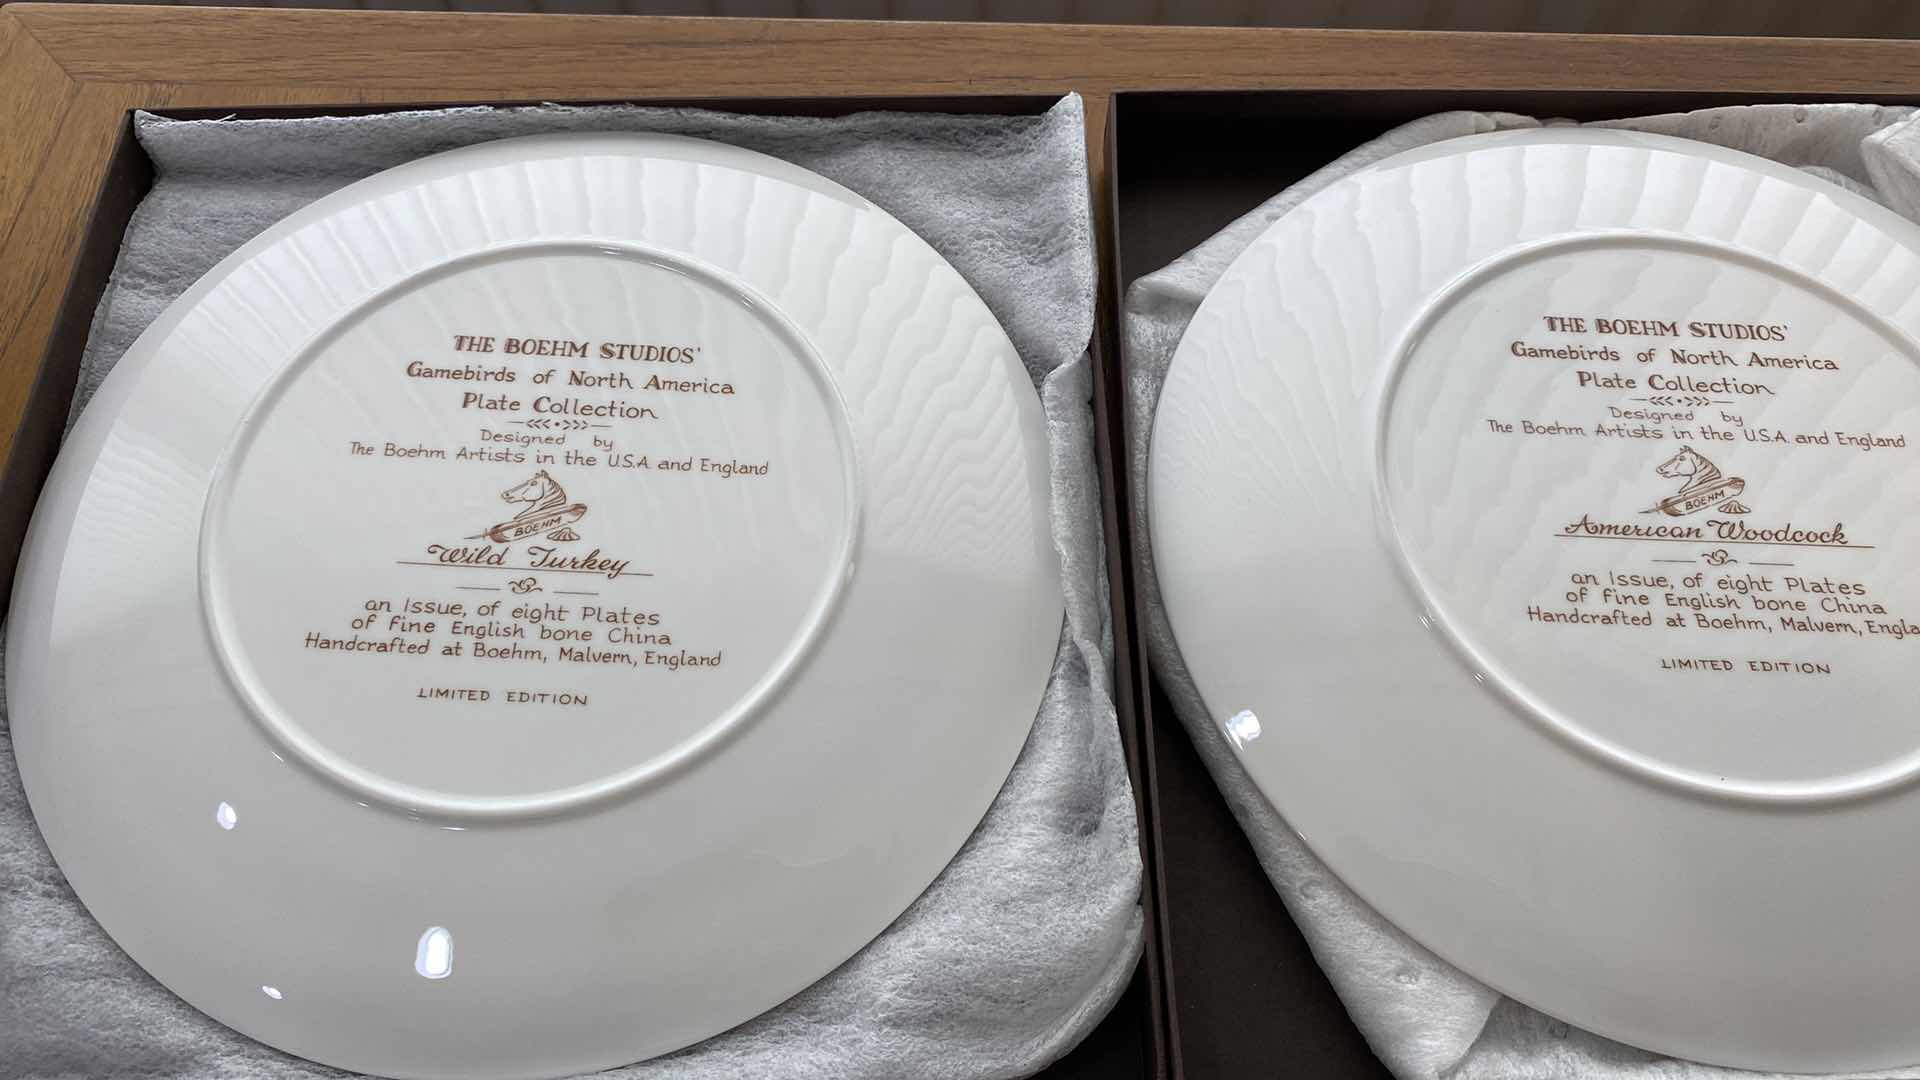 THE BOEHM STUDIOS'
Gamebirds of North America
Plate Collection
Designed by
The Boehm Artists in the U.S.A. and England
BOEHM
Wild Turkey
an Issue, of eight Plates
of fine English bone China
Handcrafted at Boehm, Malvern, England
LIMITED EDITION
THE BOEHM STUDIOS'
Gamebirds of North America
Plate Collection
Designed by
The Boehm Artists in the U.S.A. and England
BOEHM
American Woodcock
an Issue, of eight Plates
of fine English bone China
Handcrafted at Boehm, Malvern, Engla
LIMITED EDITION